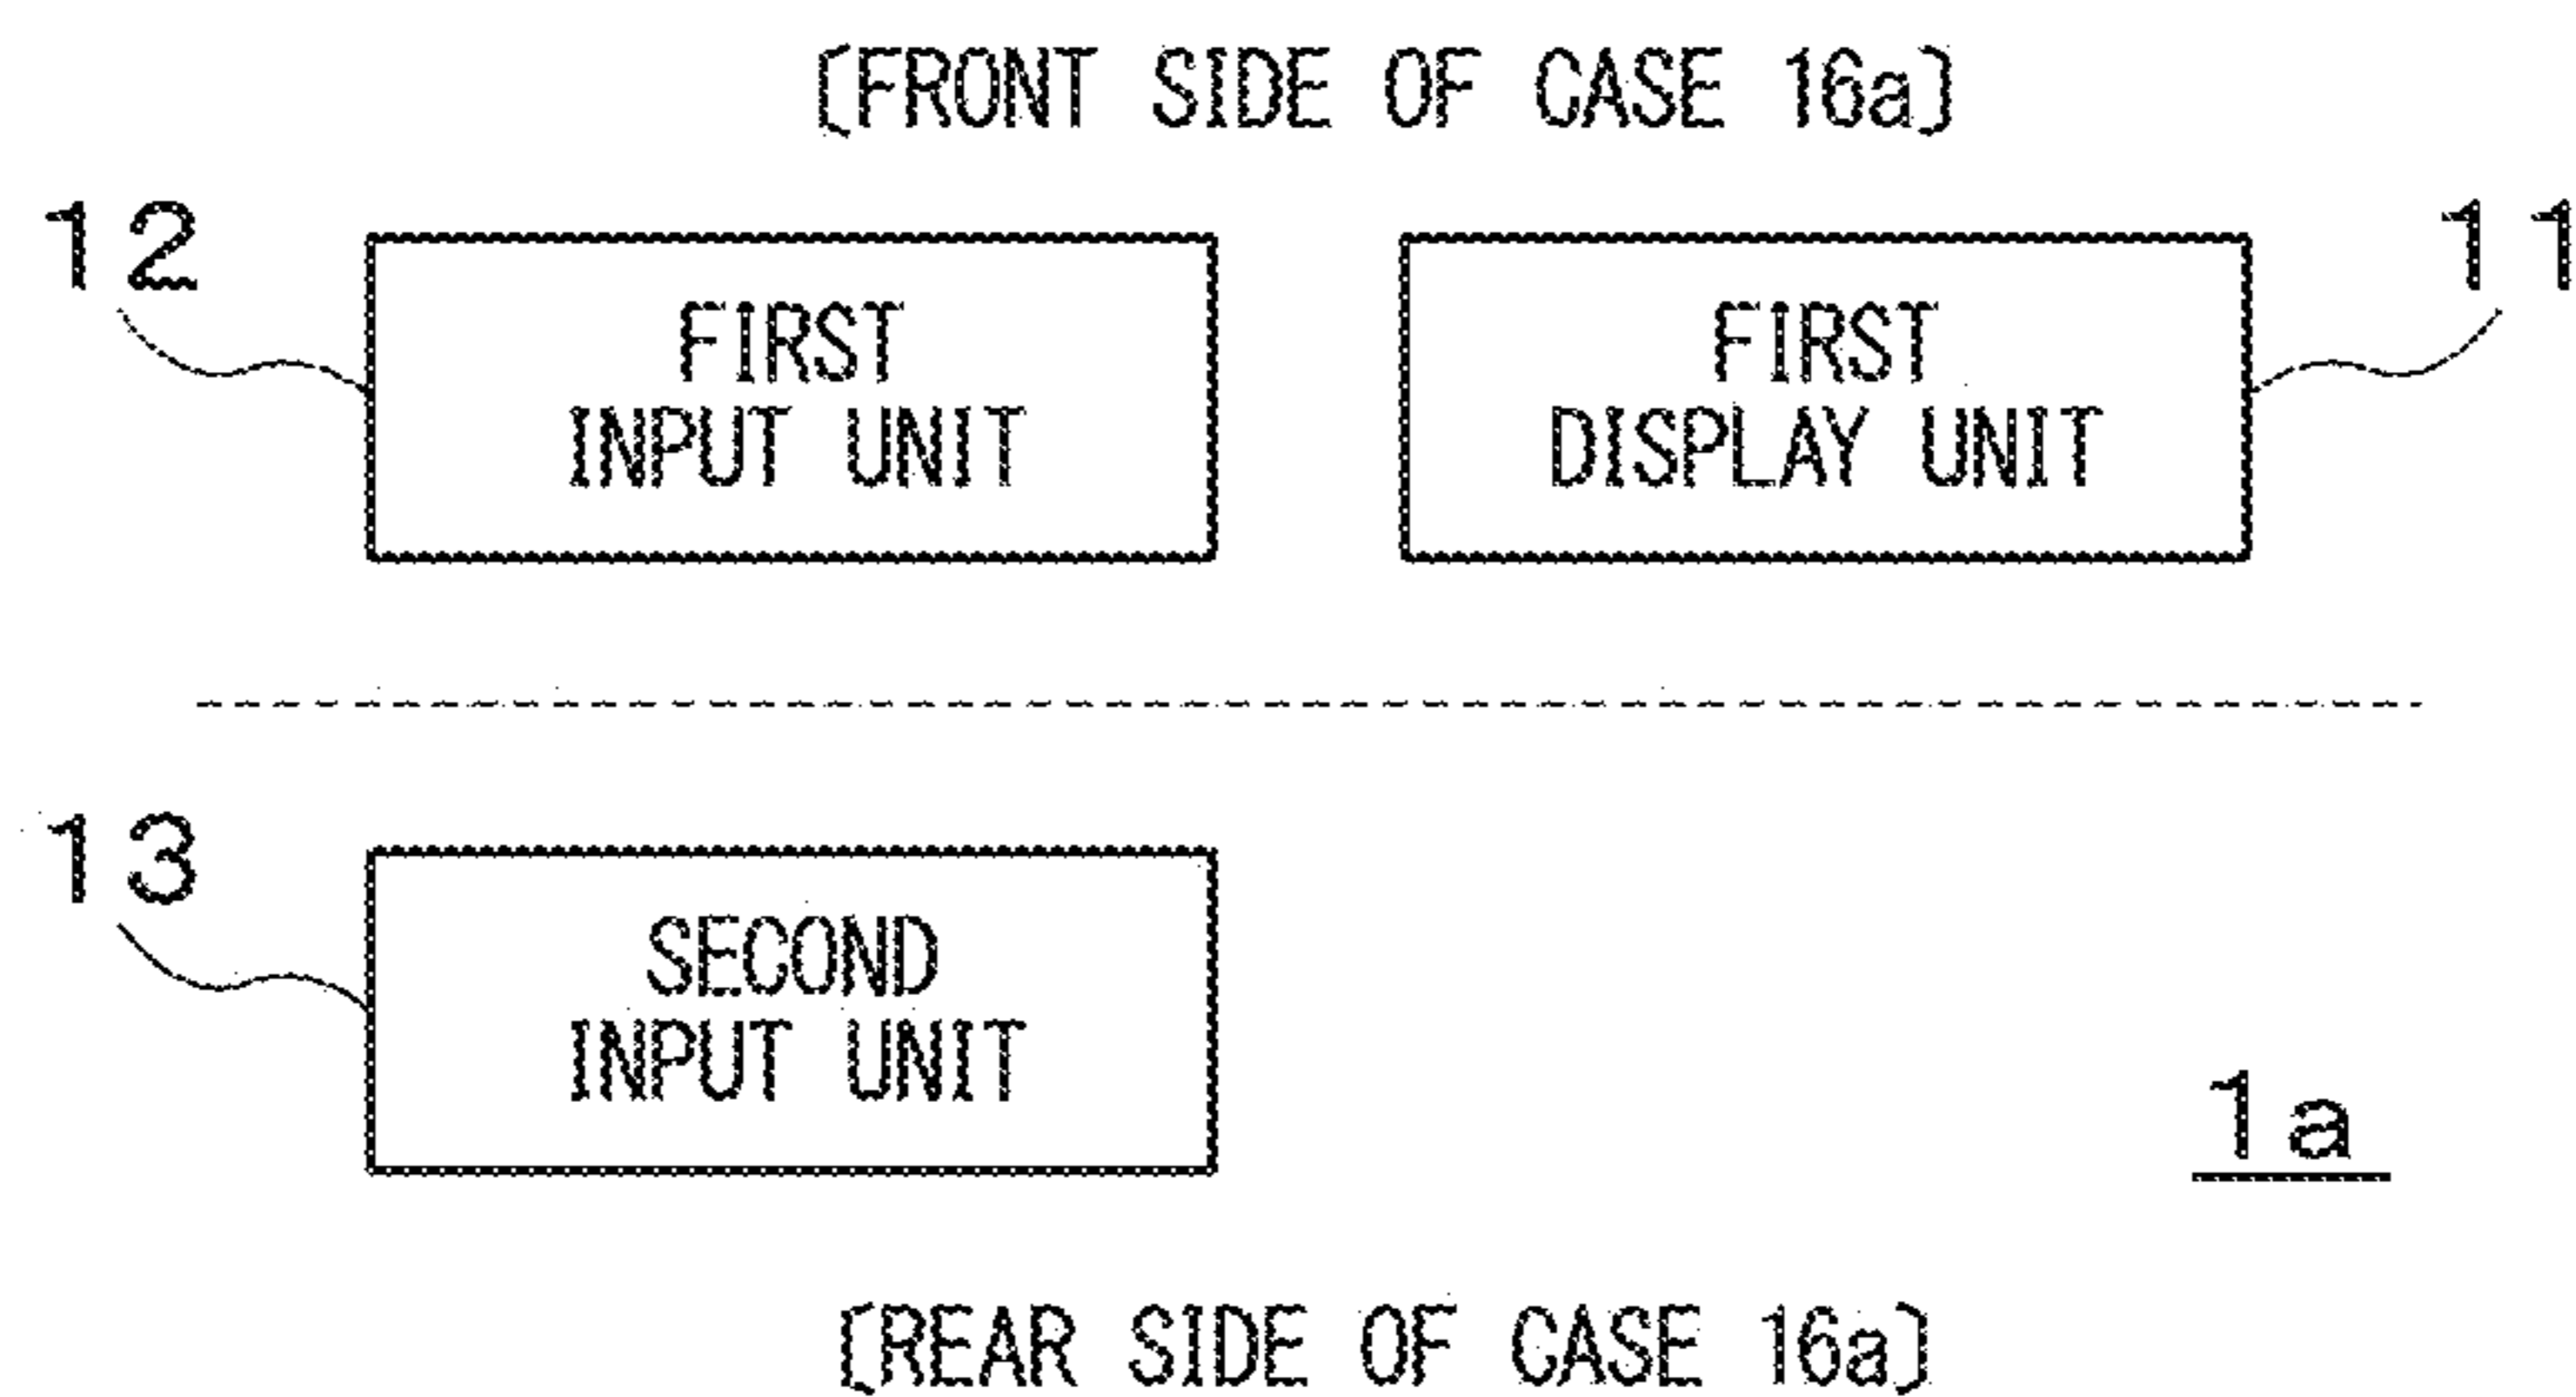 〔FRONT SIDE OF CASE 16a〕
12
11
FIRST
INPUT UNIT
FIRST
DISPLAY UNIT
13
SECOND
INPUT UNIT
1a
〔REAR SIDE OF CASE 16a〕